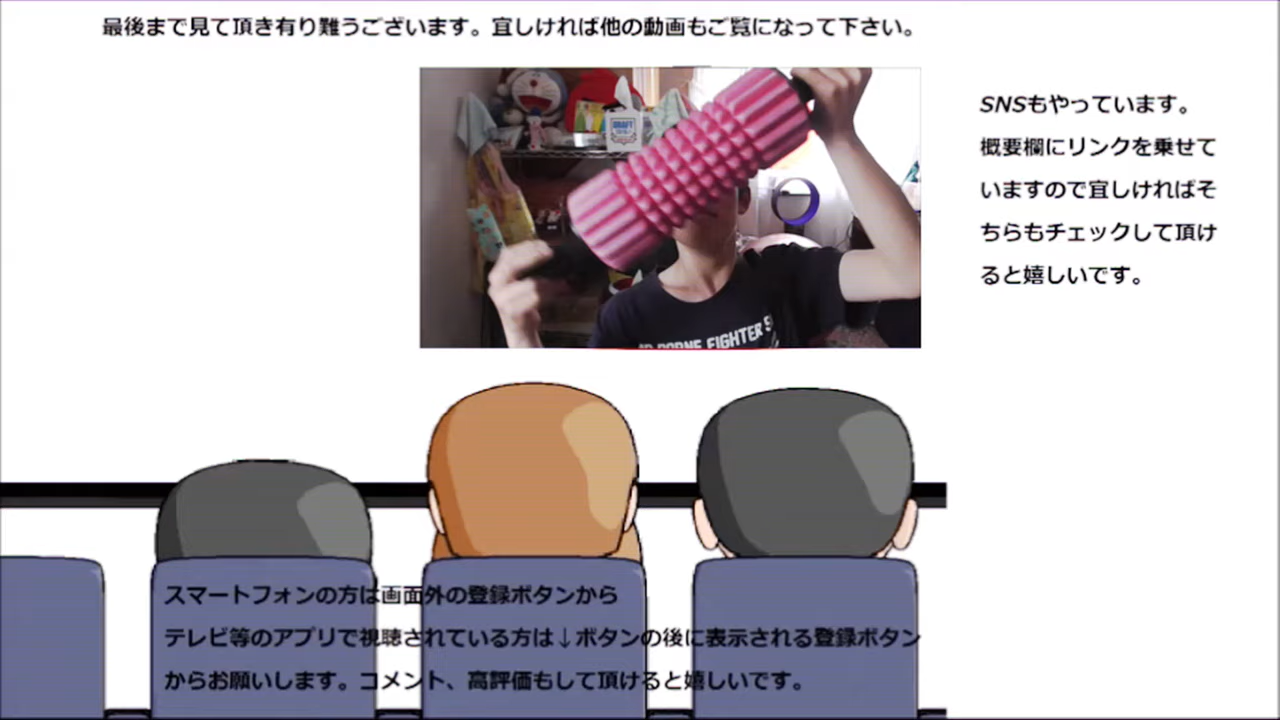 最後まで見て頂き有り難うございます。宜しければ他の動画もご覧になって下さい。
SNSもやっています。
概要欄にリンクを乗せて
いますので宜しければそ
ちらもチェックして頂け
ると嬉しいです。
DRAFT
FIGHTER
スマートフォンの方は画面外の登録ボタンから
テレビ等のアプリで視聴されている方は↓ボタンの後に表示される登録ボタン
からお願いします。コメント、高評価もして頂けると嬉しいです。